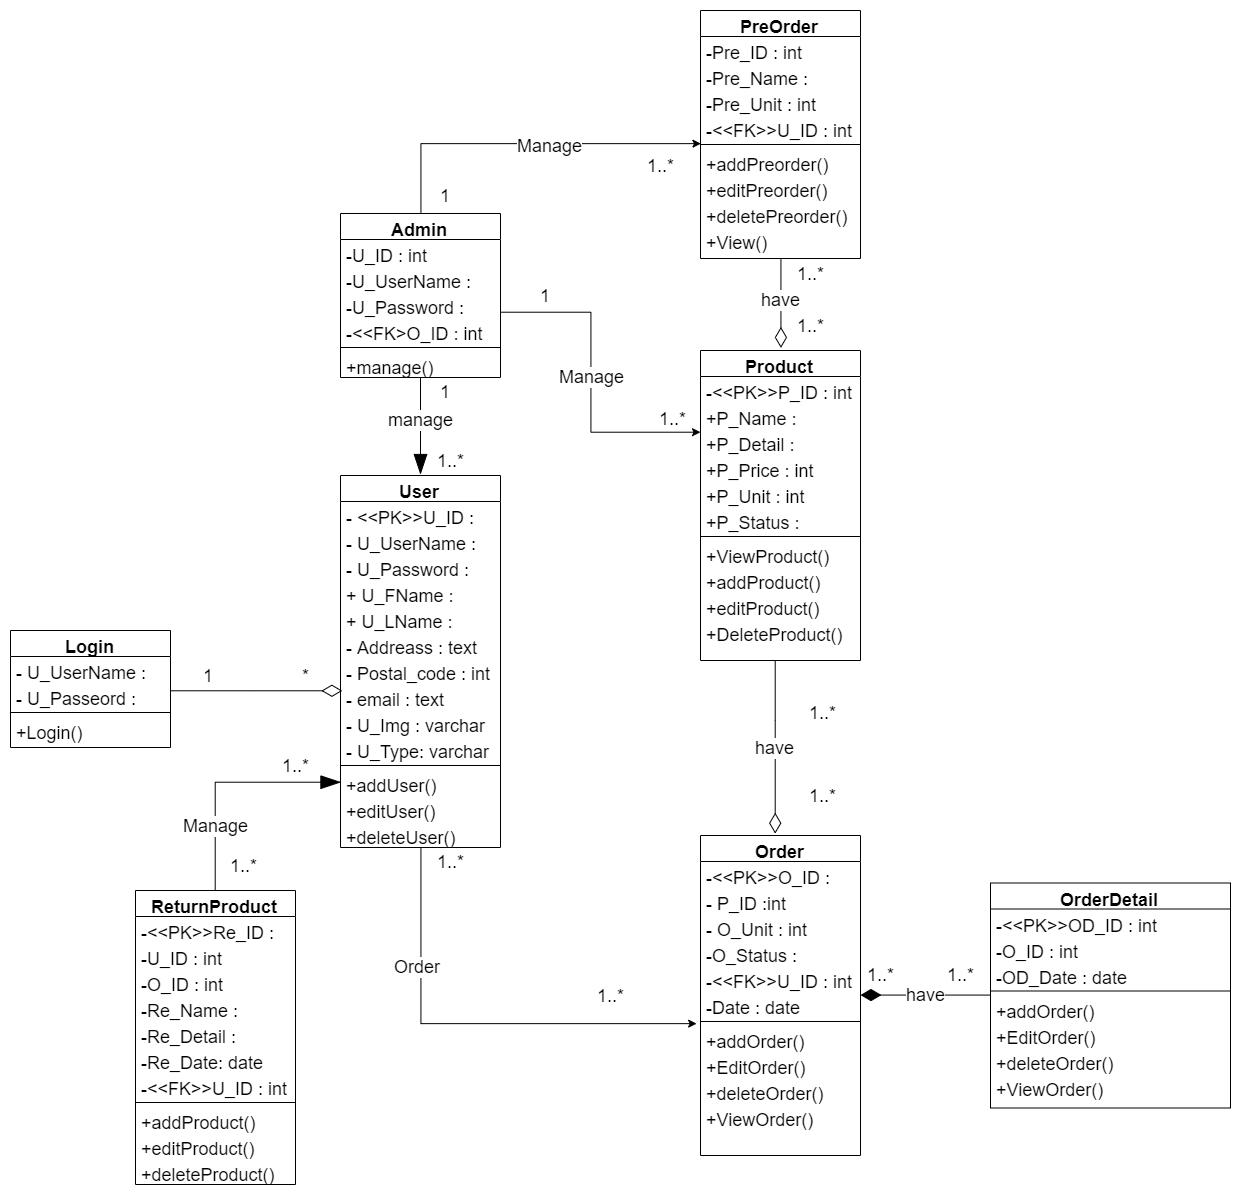 PreOrder
-Pre_ID : int
-Pre_Name :
-Pre_Unit : int
-<<FK>>U_ID : int
+addPreorder()
+editPreorder()
+deletePreorder()
+View()
Manage
1..*
1
Admin
-U_ID : int
-U_UserName :
-U_Password :
-<<FK>O_ID : int
+manage()
1..*
have
1..*
1
Manage
1..*
Product
-<<PK>>P_ID : int
+P_Name :
+P_Detail :
+P_Price : int
+P_Unit : int
+P_Status :
+ViewProduct()
+addProduct()
+editProduct()
+DeleteProduct()
1
manage
1..*
User
- <<PK>>U_ID :
- U_UserName :
- U_Password :
+ U_FName :
+ U_LName :
- Addreass : text
- Postal_code : int
- email : text
- U_Img : varchar
- U_Type: varchar
+addUser()
+editUser()
+deleteUser()
Login
- U_UserName :
- U_Passeord :
+Login()
1
*
1..*
Manage
1..*
1..*
have
1..*
1..*
Order
1..*
ReturnProduct
-<<PK>>Re_ID :
-U_ID : int
-O_ID : int
-Re_Name :
-Re_Detail :
-Re_Date: date
-<<FK>>U_ID : int
+addProduct()
+editProduct()
+deleteProduct()
Order
-<<PK>>O_ID :
- P_ID :int
- O_Unit : int
-O_Status :
-<<FK>>U_ID : int
-Date : date
+addOrder()
+EditOrder()
+deleteOrder()
+ViewOrder()
1..*
have
1..*
OrderDetail
-<<PK>>OD_ID : int
-O_ID : int
-OD_Date : date
+addOrder()
+EditOrder()
+deleteOrder()
+ViewOrder()